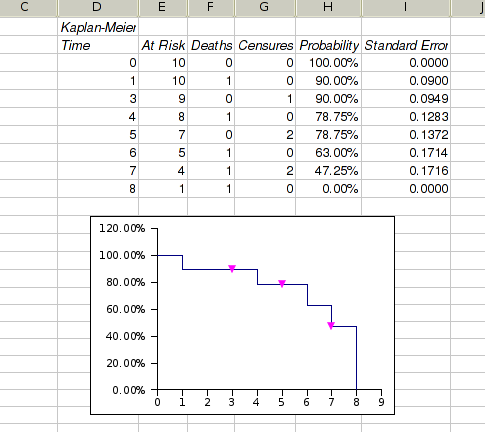 C D E F G H I J
Kaplan-Meier
Time At Risk Deaths Censures Probability Standard Error
0 10 0 0 100.00% 0.0000
1 10 1 0 90.00% 0.0900
3 9 0 1 90.00% 0.0949
4 8 1 0 78.75% 0.1283
5 7 0 2 78.75% 0.1372
6 5 1 0 63.00% 0.1714
7 4 1 2 47.25% 0.1716
8 1 1 0 0.00% 0.0000
120.00%
100.00%
80.00%
60.00%
40.00%
20.00%
0.00%
0 1 2 3 4 5 6 7 8 9